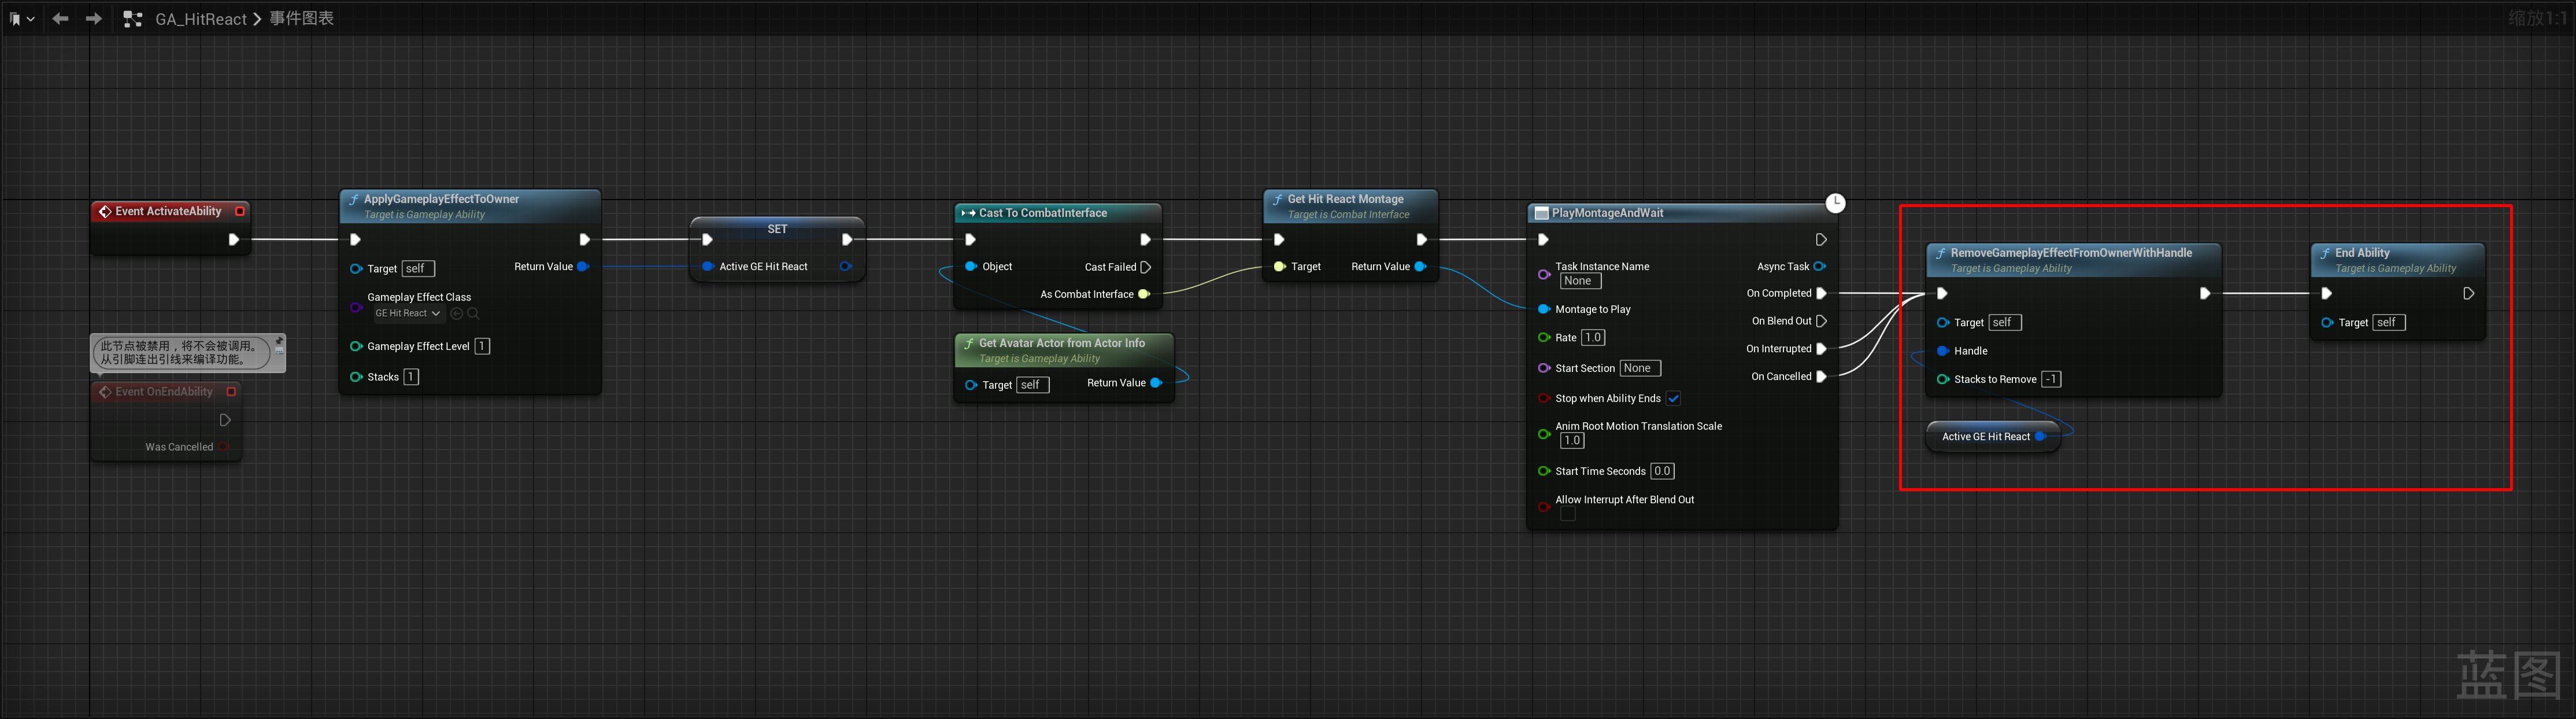 GA_HitReact > 事件图表
缩放1:1
Event ActivateAbility
ApplyGameplayEffectToOwner
Target is Gameplay Ability
Target self
Return Value
Gameplay Effect Class
GE Hit React
Gameplay Effect Level 1
Stacks 1
此节点被禁用，将不会被调用。
从引脚连出引线来编译功能。
Event OnEndAbility
Was Cancelled
SET
Active GE Hit React
Cast To CombatInterface
Object
Cast Failed
As Combat Interface
Get Avatar Actor from Actor Info
Target is Gameplay Ability
Target self
Return Value
Get Hit React Montage
Target is Combat Interface
Target
Return Value
PlayMontageAndWait
Task Instance Name
None
Async Task
On Completed
Montage to Play
On Blend Out
Rate 1.0
On Interrupted
Start Section None
On Cancelled
Stop when Ability Ends
Anim Root Motion Translation Scale
1.0
Start Time Seconds 0.0
Allow Interrupt After Blend Out
RemoveGameplayEffectFromOwnerWithHandle
Target is Gameplay Ability
Target self
Handle
Stacks to Remove -1
Active GE Hit React
End Ability
Target is Gameplay Ability
Target self
蓝图